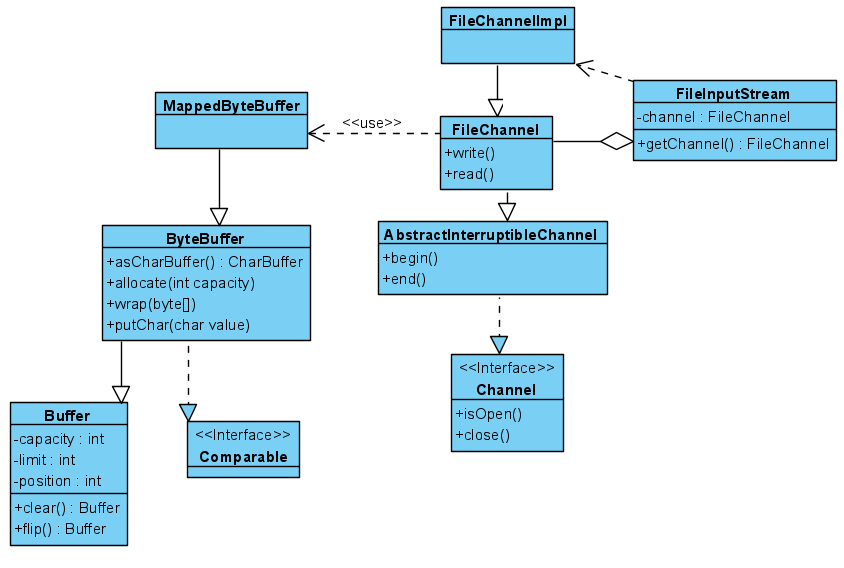 FileChannelImpl
FileInputStream
-channel : FileChannel
+getChannel() : FileChannel
MappedByteBuffer
<<use>>
FileChannel
+write()
+read()
ByteBuffer
+asCharBuffer() : CharBuffer
+allocate(int capacity)
+wrap(byte[])
+putChar(char value)
AbstractInterruptibleChannel
+begin()
+end()
<<Interface>>
Channel
+isOpen()
+close()
Buffer
-capacity : int
-limit : int
-position : int
+clear() : Buffer
+flip() : Buffer
<<Interface>>
Comparable